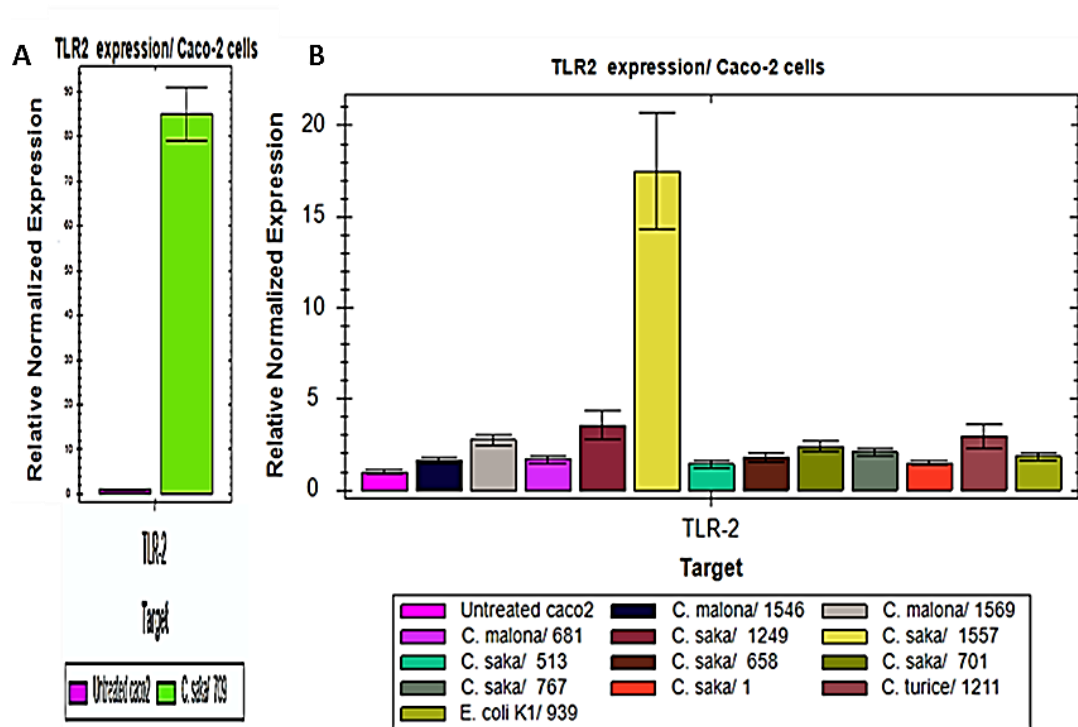 A
TLR2 expression/ Caco-2 cells
Relative Normalized Expression
90
80
70
60
50
40
30
20
10
0
TLR-2
Target
Untreated caco2
C. saka/ 709
B
TLR2 expression/ Caco-2 cells
Relative Normalized Expression
20
15
10
5
0
TLR-2
Target
Untreated caco2 C. malona/ 1546 C. malona/ 1569
C. malona/ 681 C. saka/ 1249 C. saka/ 1557
C. saka/ 513 C. saka/ 658 C. saka/ 701
C. saka/ 767 C. saka/ 1 C. turice/ 1211
E. coli K1/ 939